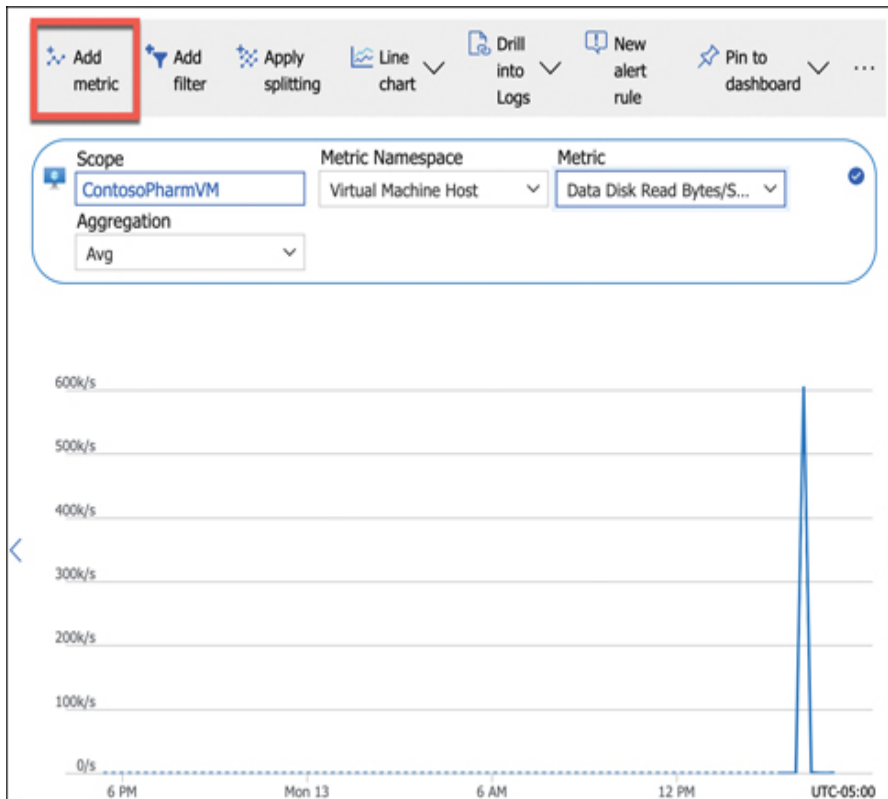 Add metric
Add filter
Apply splitting
Line chart
Drill into Logs
New alert rule
Pin to dashboard
...
Scope
Metric Namespace
Metric
ContosoPharmVM
Virtual Machine Host
Data Disk Read Bytes/S...
Aggregation
Avg
600k/s
500k/s
400k/s
300k/s
200k/s
100k/s
0/s
6 PM
Mon 13
6 AM
12 PM
UTC-05:00